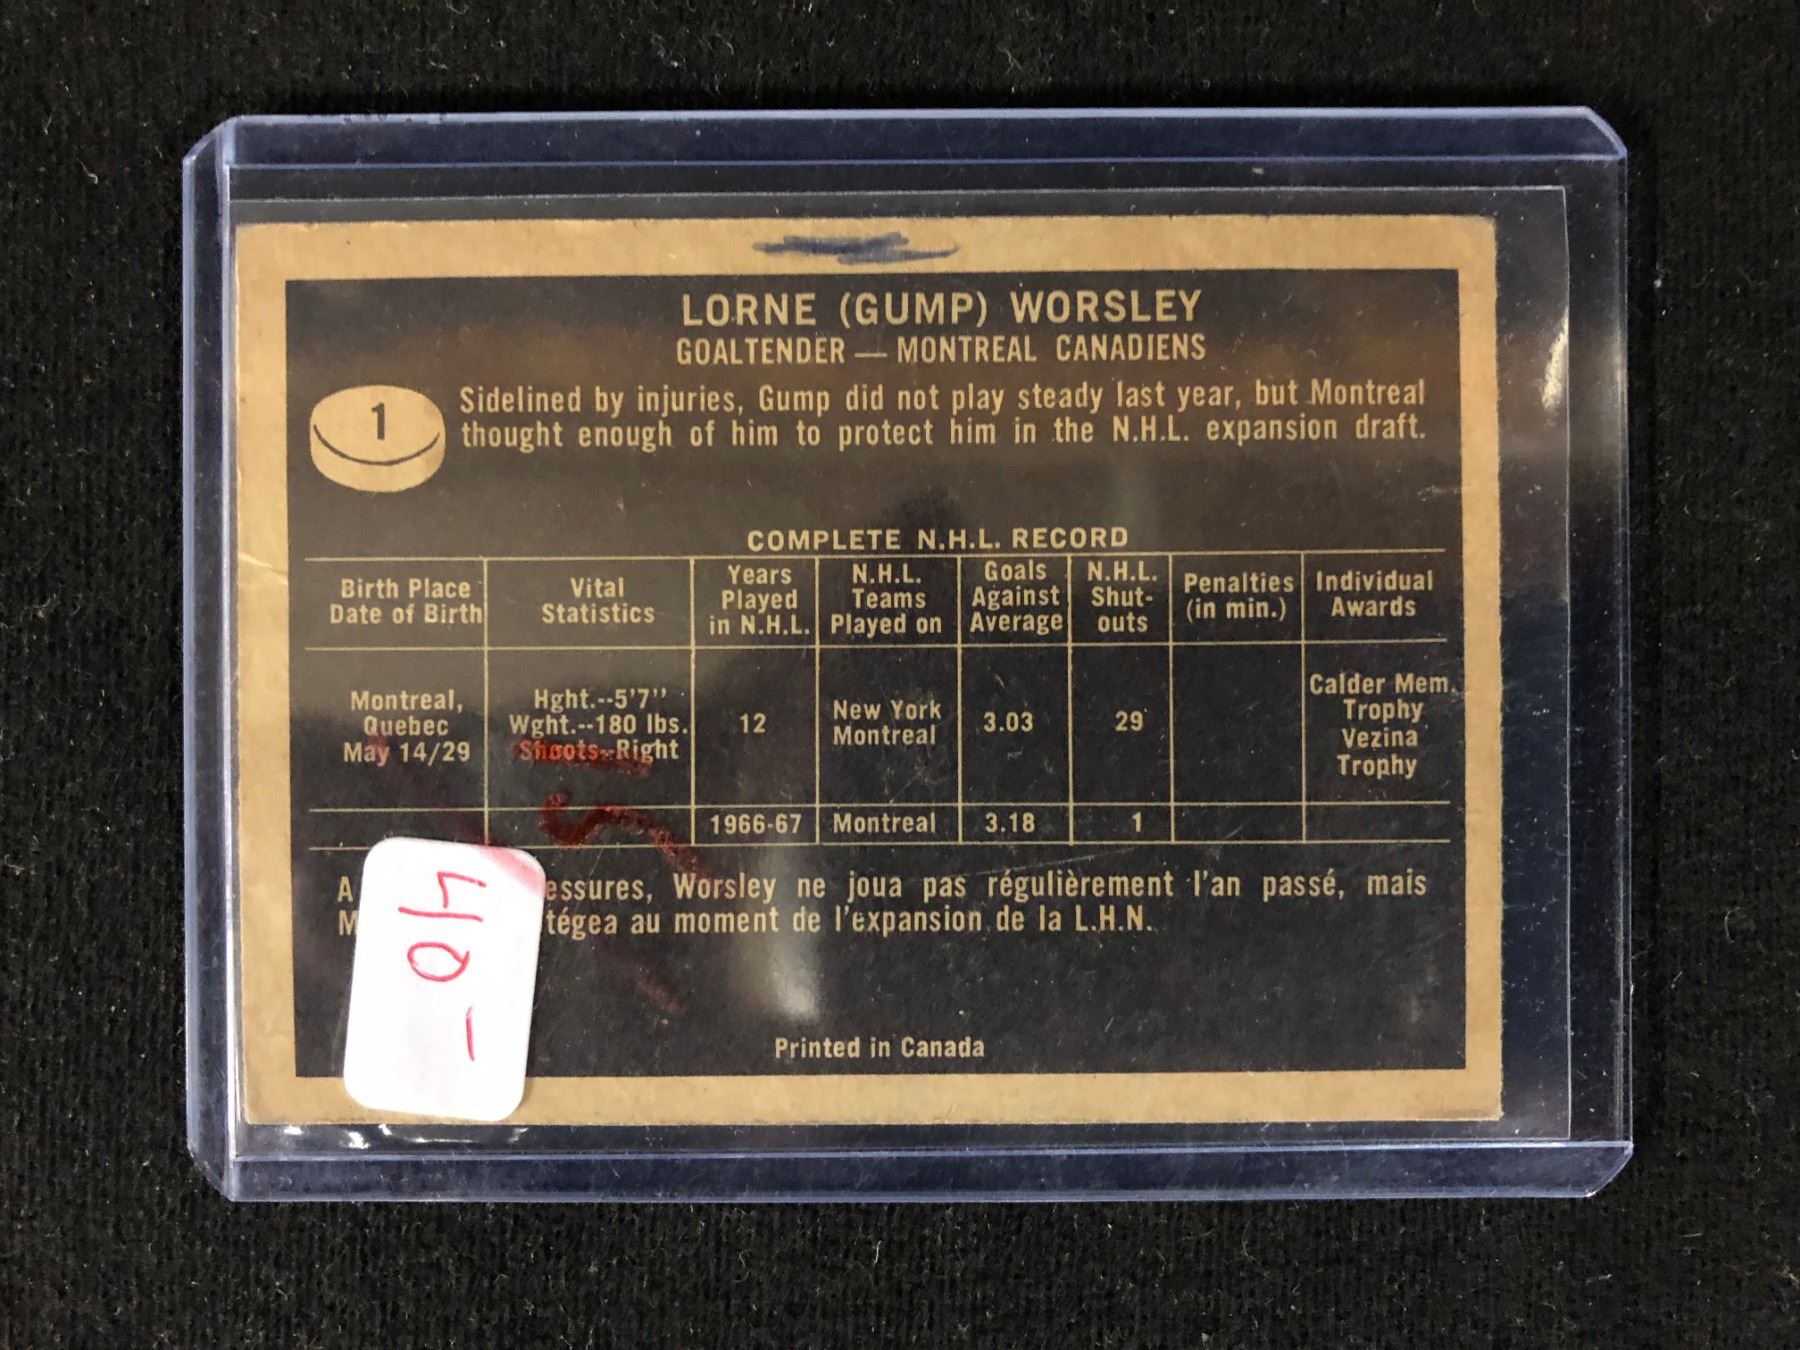 LORNE (GUMP) WORSLEY
GOALTENDER — MONTREAL CANADIENS
1
Sidelined by injuries, Gump did not play steady last year, but Montreal
thought enough of him to protect him in the N.H.L. expansion draft.
COMPLETE N.H.L. RECORD
Birth Place
Date of Birth
Vital
Statistics
Years
Played
in N.H.L.
N.H.L.
Teams
Played on
Goals
Against
Average
N.H.L.
Shut-
outs
Penalties
(in min.)
Individual
Awards
Montreal,
Quebec
May 14/29
Hght.--5'7"
Wght.--180 lbs.
Shoots--Right
12
New York
Montreal
3.03
29
Calder Mem.
Trophy
Vezina
Trophy
1966-67
Montreal
3.18
1
A essures, Worsley ne joua pas régulièrement l'an passé, mais
M tégea au moment de l'expansion de la L.H.N.
40-
Printed in Canada